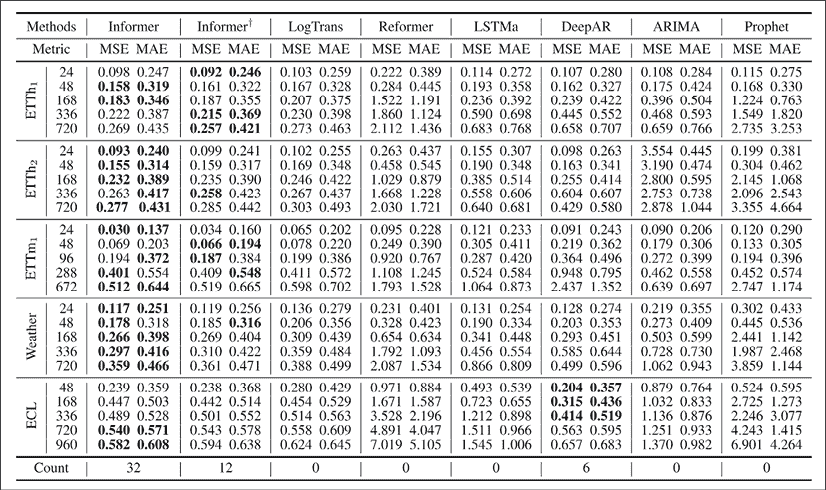 Methods Informer Informer† LogTrans Reformer LSTMa DeepAR ARIMA Prophet
Metric MSE MAE MSE MAE MSE MAE MSE MAE MSE MAE MSE MAE MSE MAE MSE MAE
ETTh1
24 0.098 0.247 0.092 0.246 0.103 0.259 0.222 0.389 0.114 0.272 0.107 0.280 0.108 0.284 0.115 0.275
48 0.158 0.319 0.161 0.322 0.167 0.328 0.284 0.445 0.193 0.358 0.162 0.327 0.175 0.424 0.168 0.330
168 0.183 0.346 0.187 0.355 0.207 0.375 1.522 1.191 0.236 0.392 0.239 0.422 0.396 0.504 1.224 0.763
336 0.222 0.387 0.215 0.369 0.230 0.398 1.860 1.124 0.590 0.698 0.445 0.552 0.468 0.593 1.549 1.820
720 0.269 0.435 0.257 0.421 0.273 0.463 2.112 1.436 0.683 0.768 0.658 0.707 0.659 0.766 2.735 3.253
ETTh2
24 0.093 0.240 0.099 0.241 0.102 0.255 0.263 0.437 0.155 0.307 0.098 0.263 3.554 0.445 0.199 0.381
48 0.155 0.314 0.159 0.317 0.169 0.348 0.458 0.545 0.190 0.348 0.163 0.341 3.190 0.474 0.304 0.462
168 0.232 0.389 0.235 0.390 0.246 0.422 1.029 0.879 0.385 0.514 0.255 0.414 2.800 0.595 2.145 1.068
336 0.263 0.417 0.258 0.423 0.267 0.437 1.668 1.228 0.558 0.606 0.604 0.607 2.753 0.738 2.096 2.543
720 0.277 0.431 0.285 0.442 0.303 0.493 2.030 1.721 0.640 0.681 0.429 0.580 2.878 1.044 3.355 4.664
ETTm1
24 0.030 0.137 0.034 0.160 0.065 0.202 0.095 0.228 0.121 0.233 0.091 0.243 0.090 0.206 0.120 0.290
48 0.069 0.203 0.066 0.194 0.078 0.220 0.249 0.390 0.305 0.411 0.219 0.362 0.179 0.306 0.133 0.305
96 0.194 0.372 0.187 0.384 0.199 0.386 0.920 0.767 0.287 0.420 0.364 0.496 0.272 0.399 0.194 0.396
288 0.401 0.554 0.409 0.548 0.411 0.572 1.108 1.245 0.524 0.584 0.948 0.795 0.462 0.558 0.452 0.574
672 0.512 0.644 0.519 0.665 0.598 0.702 1.793 1.528 1.064 0.873 2.437 1.352 0.639 0.697 2.747 1.174
Weather
24 0.117 0.251 0.119 0.256 0.136 0.279 0.231 0.401 0.131 0.254 0.128 0.274 0.219 0.355 0.302 0.433
48 0.178 0.318 0.185 0.316 0.206 0.356 0.328 0.423 0.190 0.334 0.203 0.353 0.273 0.409 0.445 0.536
168 0.266 0.398 0.269 0.404 0.309 0.439 0.654 0.634 0.341 0.448 0.293 0.451 0.503 0.599 2.441 1.142
336 0.297 0.416 0.310 0.422 0.359 0.484 1.792 1.093 0.456 0.554 0.585 0.644 0.728 0.730 1.987 2.468
720 0.359 0.466 0.361 0.471 0.388 0.499 2.087 1.534 0.866 0.809 0.499 0.596 1.062 0.943 3.859 1.144
ECL
48 0.239 0.359 0.238 0.368 0.280 0.429 0.971 0.884 0.493 0.539 0.204 0.357 0.879 0.764 0.524 0.595
168 0.447 0.503 0.442 0.514 0.454 0.529 1.671 1.587 0.723 0.655 0.315 0.436 1.032 0.833 2.725 1.273
336 0.489 0.528 0.501 0.552 0.514 0.563 3.528 2.196 1.212 0.898 0.414 0.519 1.136 0.876 2.246 3.077
720 0.540 0.571 0.543 0.578 0.558 0.609 4.891 4.047 1.511 0.966 0.563 0.595 1.251 0.933 4.243 1.415
960 0.582 0.608 0.594 0.638 0.624 0.645 7.019 5.105 1.545 1.006 0.657 0.683 1.370 0.982 6.901 4.264
Count 32 12 0 0 0 6 0 0